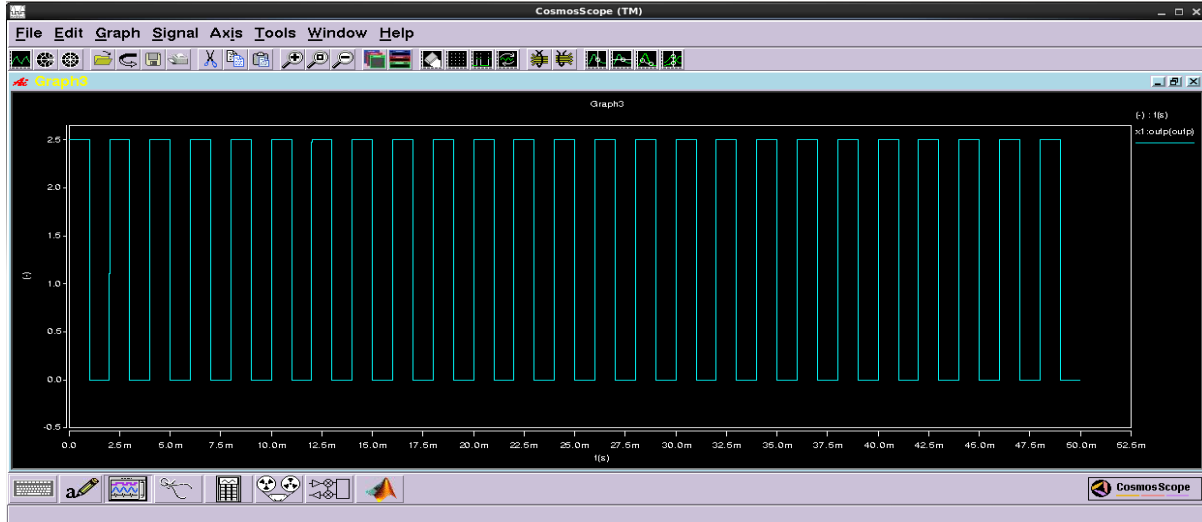 CosmosScope (TM)
File Edit Graph Signal Axis Tools Window Help
Graph3
Graph3
(-) : t(s)
x1:outp(outp)
2.5
2.0
1.5
(-)
1.0
0.5
0.0
-0.5
0.0 2.5m 5.0m 7.5m 10.0m 12.5m 15.0m 17.5m 20.0m 22.5m 25.0m 27.5m 30.0m 32.5m 35.0m 37.5m 40.0m 42.5m 45.0m 47.5m 50.0m 52.5m
t(s)
a
CosmosScope